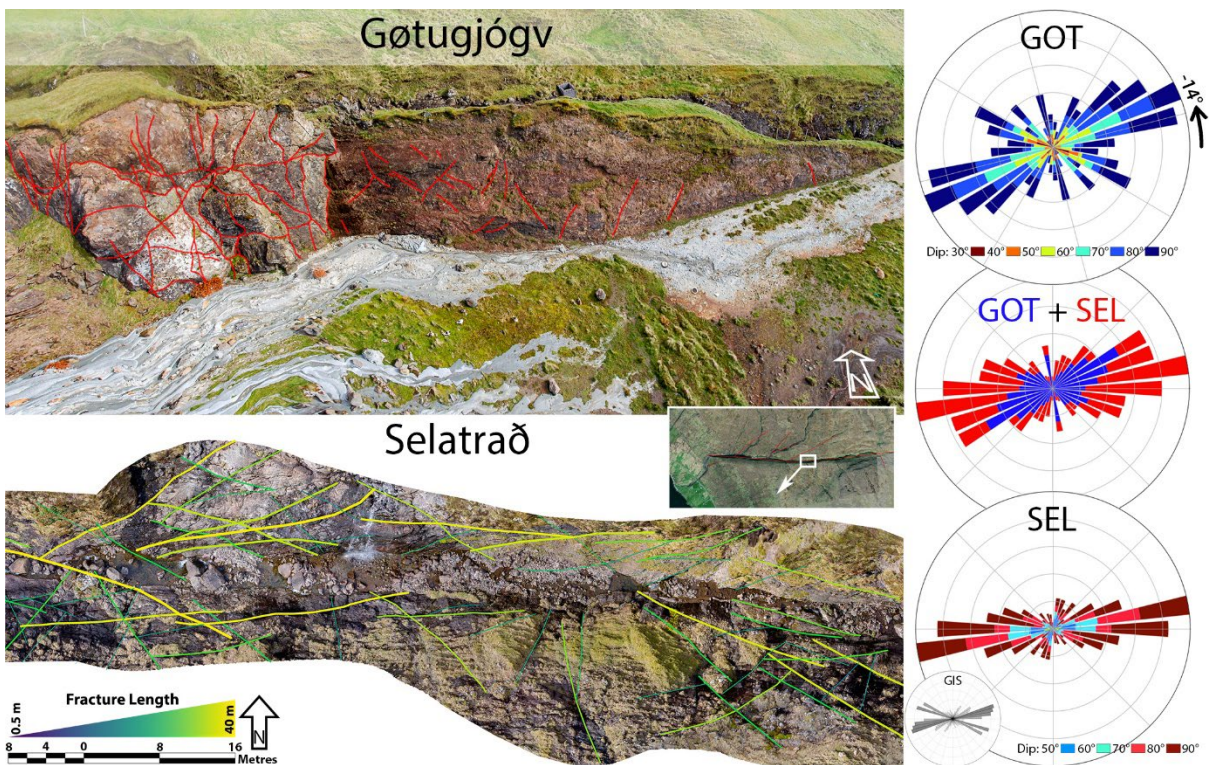 Gøtugjógv
N
Selatrað
Fracture Length
0.5 m
40 m
8 4 0 8 16
Metres
N
GOT
-14°
Dip: 30° 40° 50° 60° 70° 80° 90°
GOT + SEL
SEL
GIS
Dip: 50° 60° 70° 80° 90°